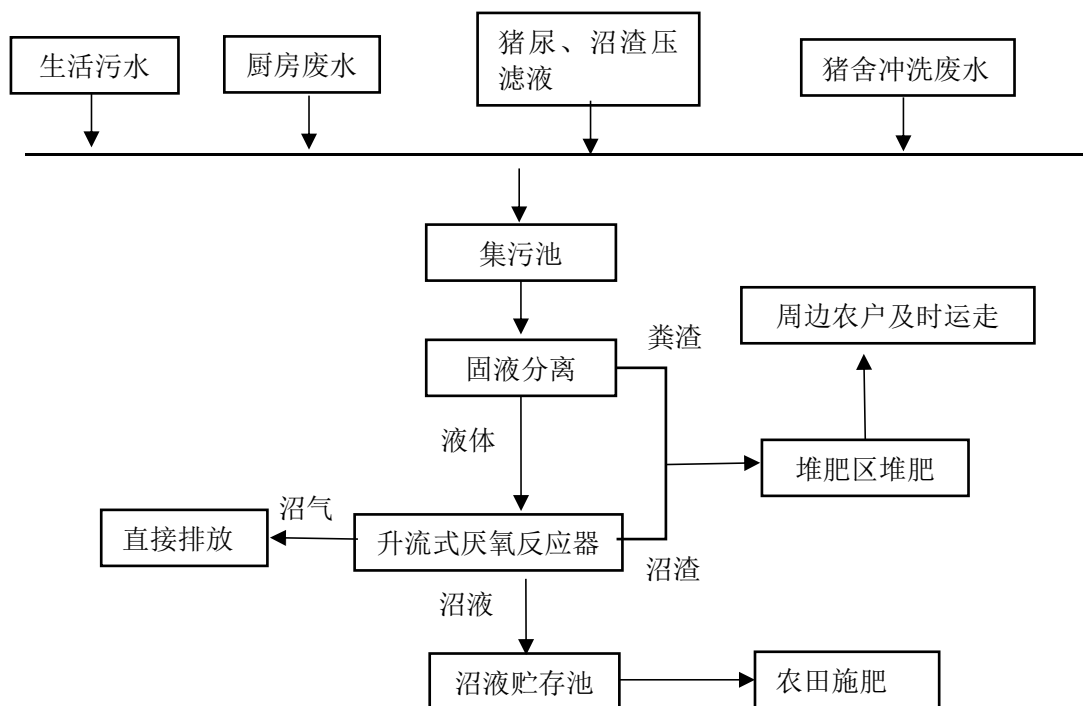 生活污水
厨房废水
猪尿、沼渣压
滤液
猪舍冲洗废水
集污池
周边农户及时运走
粪渣
固液分离
液体
堆肥区堆肥
沼气
直接排放
升流式厌氧反应器
沼渣
沼液
沼液贮存池
农田施肥